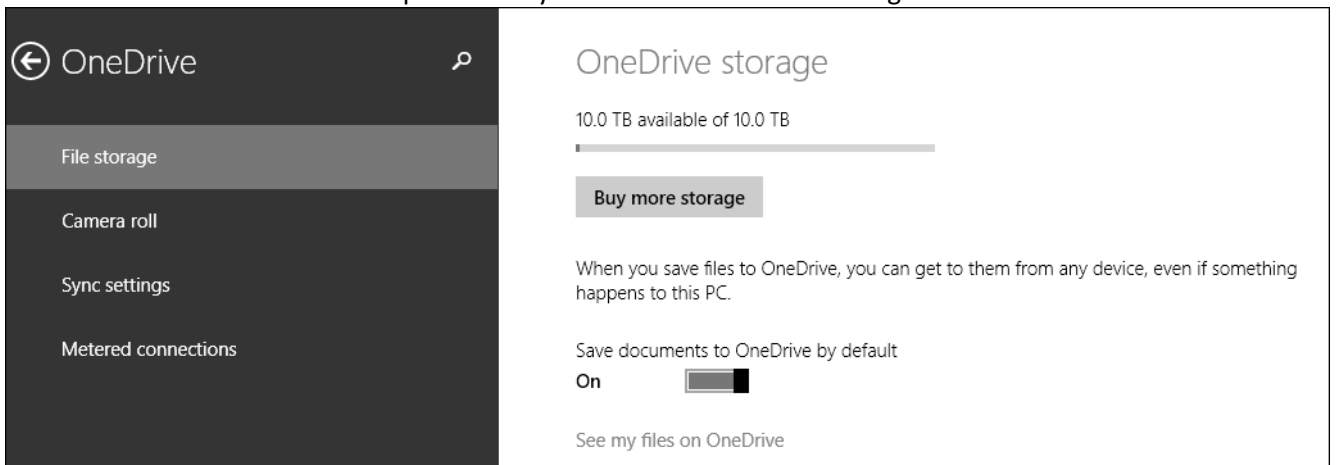 OneDrive
File storage
Camera roll
Sync settings
Metered connections
OneDrive storage
10.0 TB available of 10.0 TB
Buy more storage
When you save files to OneDrive, you can get to them from any device, even if something
happens to this PC.
Save documents to OneDrive by default
On
See my files on OneDrive